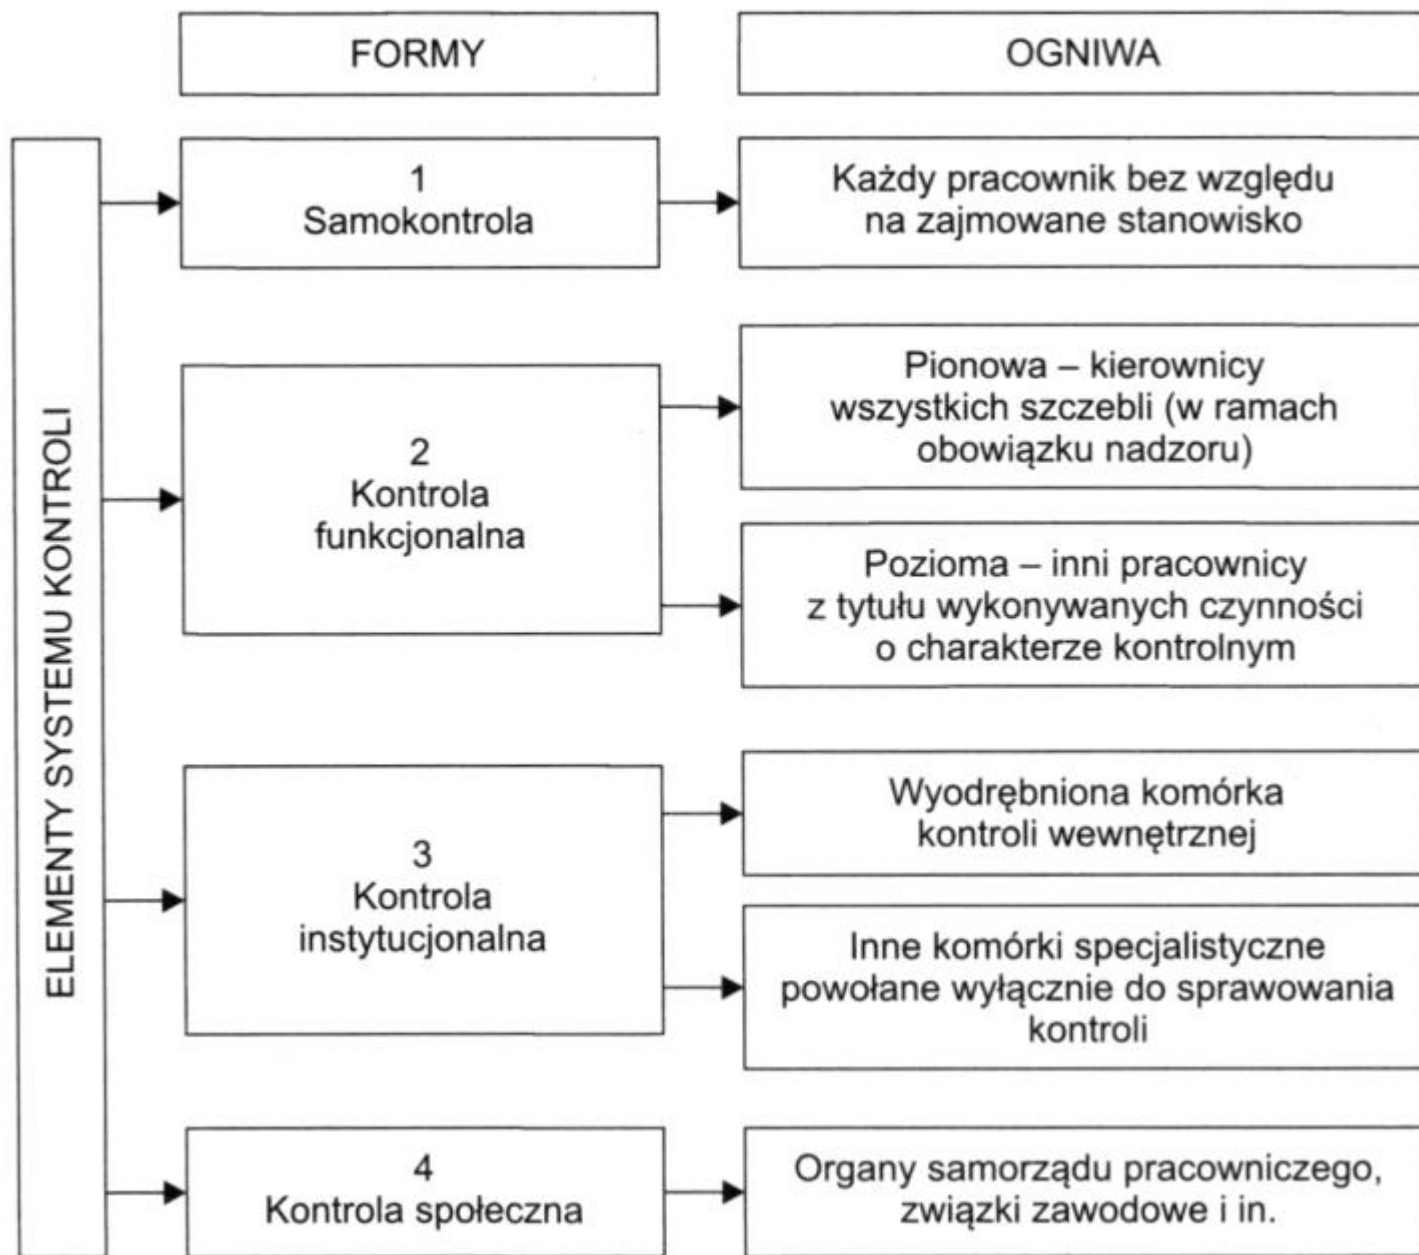 FORMY
OGNIWA
ELEMENTY SYSTEMU KONTROLI
1
Samokontrola
Każdy pracownik bez względu
na zajmowane stanowisko
2
Kontrola
funkcjonalna
Pionowa – kierownicy
wszystkich szczebli (w ramach
obowiązku nadzoru)
Pozioma – inni pracownicy
z tytułu wykonywanych czynności
o charakterze kontrolnym
3
Kontrola
instytucjonalna
Wyodrębniona komórka
kontroli wewnętrznej
Inne komórki specjalistyczne
powołane wyłącznie do sprawowania
kontroli
4
Kontrola społeczna
Organy samorządu pracowniczego,
związki zawodowe i in.